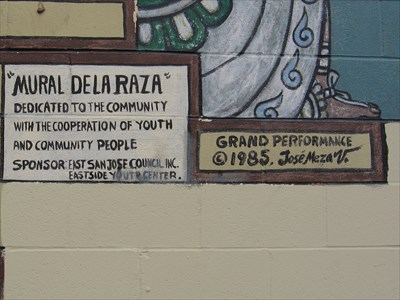 "MURAL DE LA RAZA"
DEDICATED TO THE COMMUNITY
WITH THE COOPERATION OF YOUTH
AND COMMUNITY PEOPLE
SPONSOR: EAST SAN JOSE COUNCIL INC.
EASTSIDE YOUTH CENTER.
GRAND PERFORMANCE
© 1985, José Meza V.